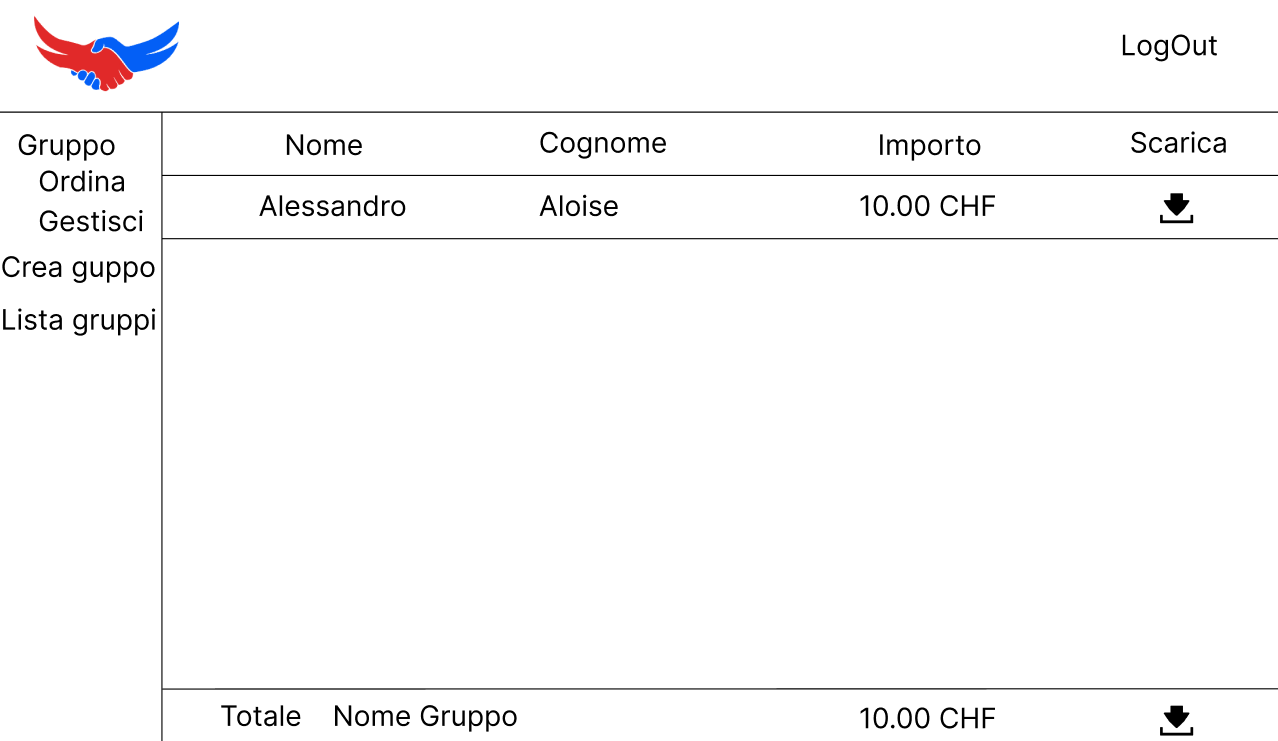 LogOut
Gruppo
Ordina
Gestisci
Crea guppo
Lista gruppi
Nome Cognome Importo Scarica
Alessandro Aloise 10.00 CHF
Totale Nome Gruppo 10.00 CHF